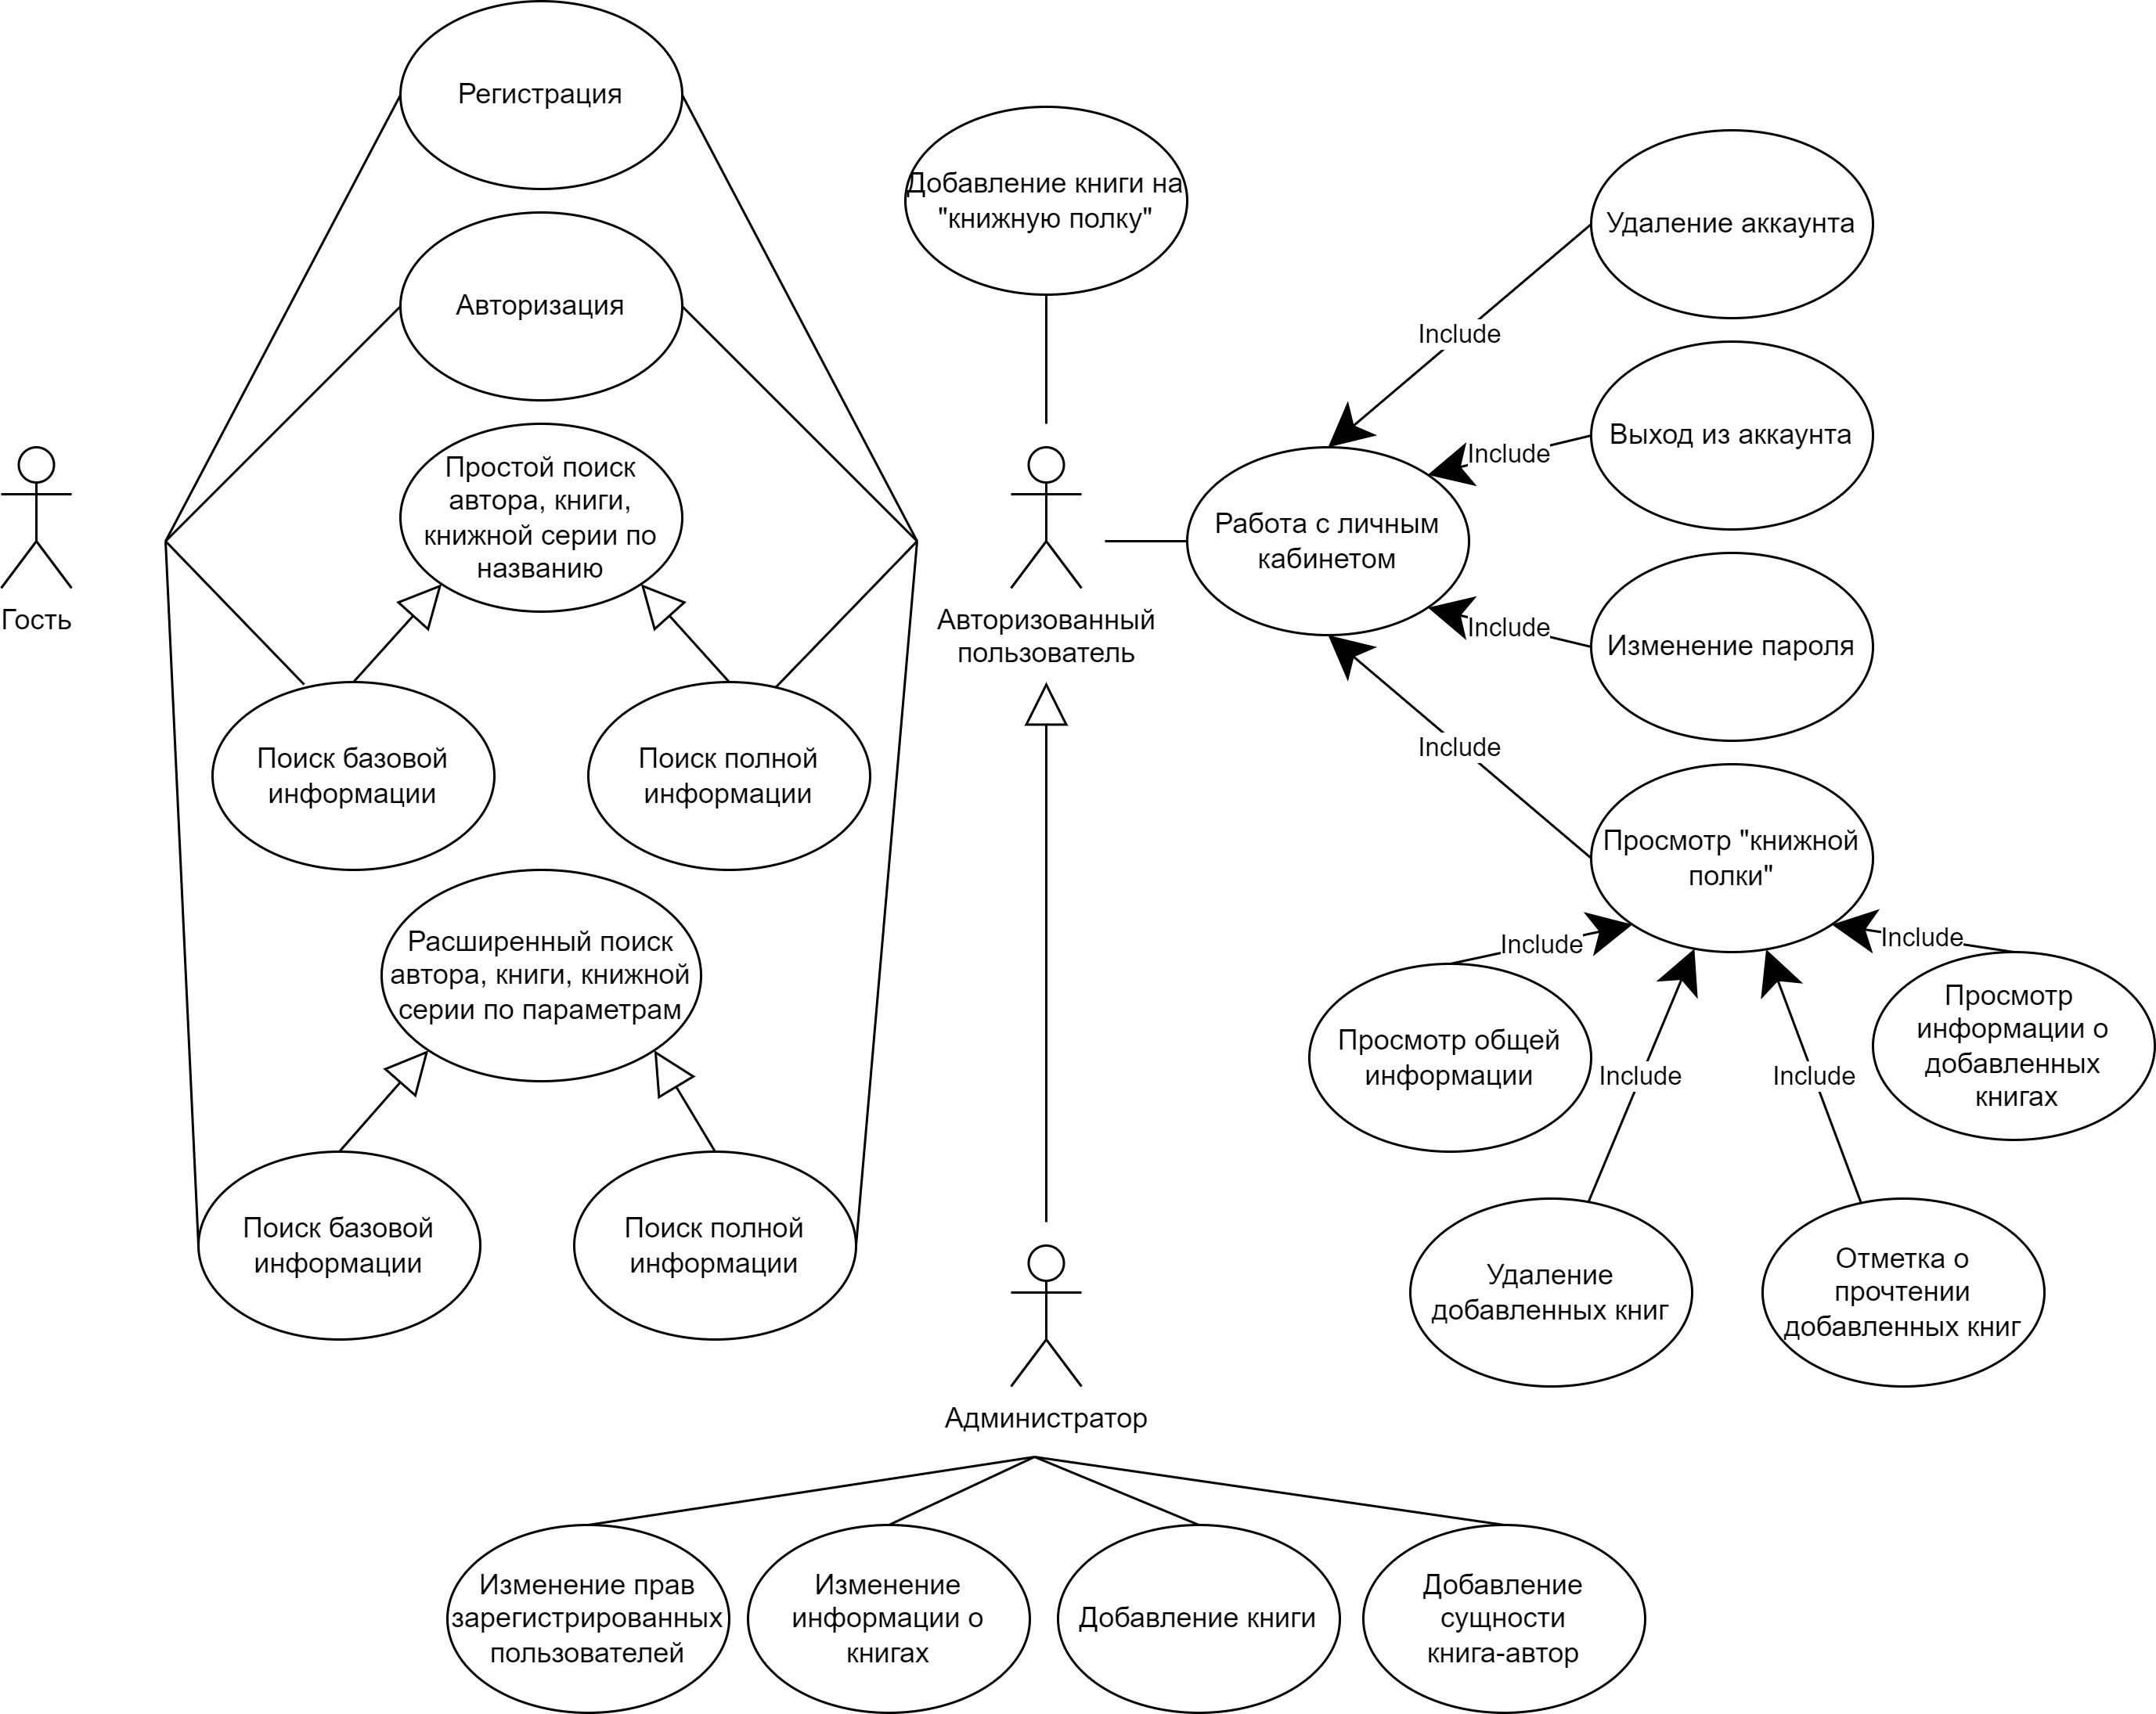 Регистрация
Авторизация
Простой поиск
автора, книги,
книжной серии по
названию
Гость
Поиск базовой
информации
Поиск полной
информации
Расширенный поиск
автора, книги, книжной
серии по параметрам
Поиск базовой
информации
Поиск полной
информации
Добавление книги на
"книжную полку"
Авторизованный
пользователь
Работа с личным
кабинетом
Include
Include
Include
Include
Удаление аккаунта
Выход из аккаунта
Изменение пароля
Просмотр "книжной
полки"
Include
Include
Include
Include
Просмотр общей
информации
Просмотр
информации о
добавленных
книгах
Удаление
добавленных книг
Отметка о
прочтении
добавленных книг
Администратор
Изменение прав
зарегистрированных
пользователей
Изменение
информации о
книгах
Добавление книги
Добавление
сущности
книга-автор